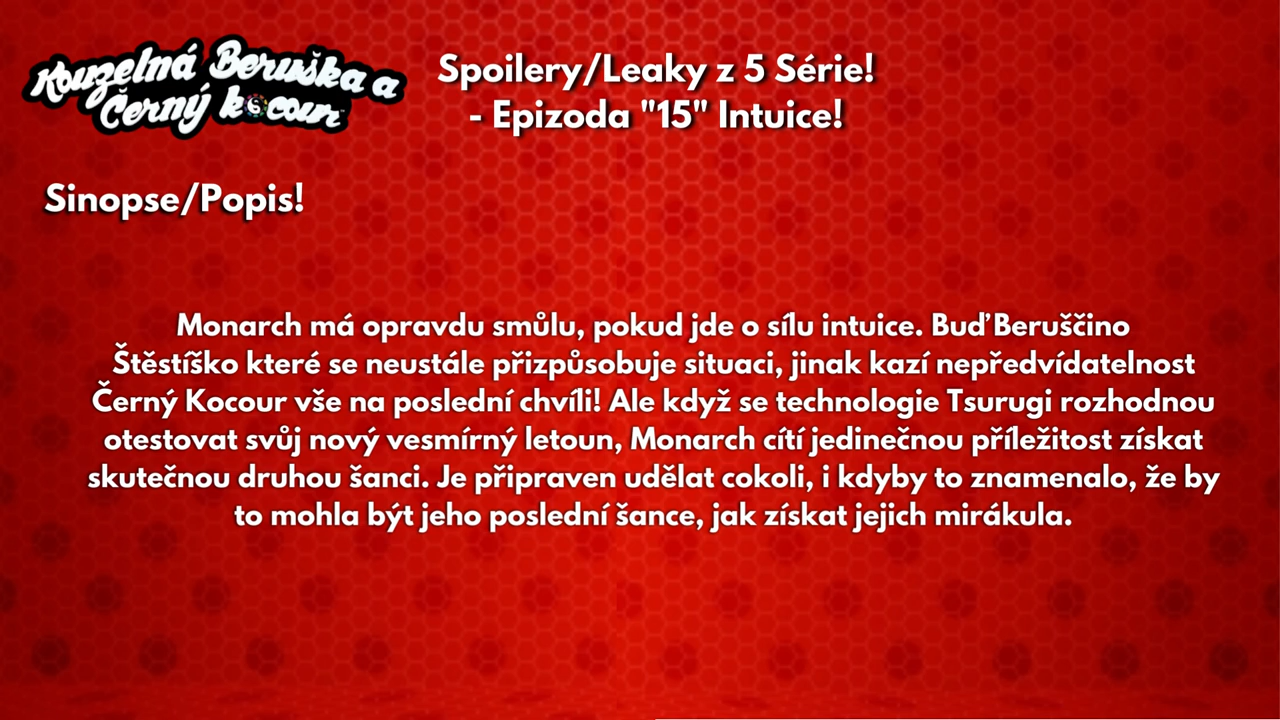 Kouzelná Beruška a
Černý kocour™
Spoilery/Leaky z 5 Série!
- Epizoda "15" Intuice!
Sinopse/Popis!
Monarch má opravdu smůlu, pokud jde o sílu intuice. Buď Beruščino
Štěstíško které se neustále přizpůsobuje situaci, jinak kazí nepředvídatelnost
Černý Kocour vše na poslední chvíli! Ale když se technologie Tsurugi rozhodnou
otestovat svůj nový vesmírný letoun, Monarch cítí jedinečnou příležitost získat
skutečnou druhou šanci. Je připraven udělat cokoli, i kdyby to znamenalo, že by
to mohla být jeho poslední šance, jak získat jejich mirákula.